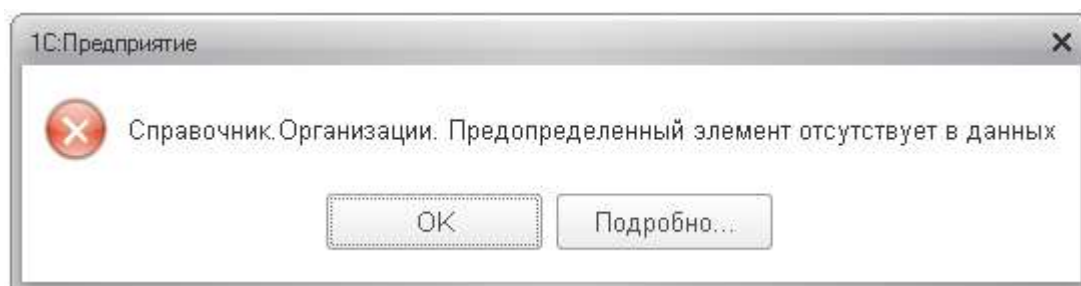 1С:Предприятие
Справочник.Организации. Предопределенный элемент отсутствует в данных
OK
Подробно...